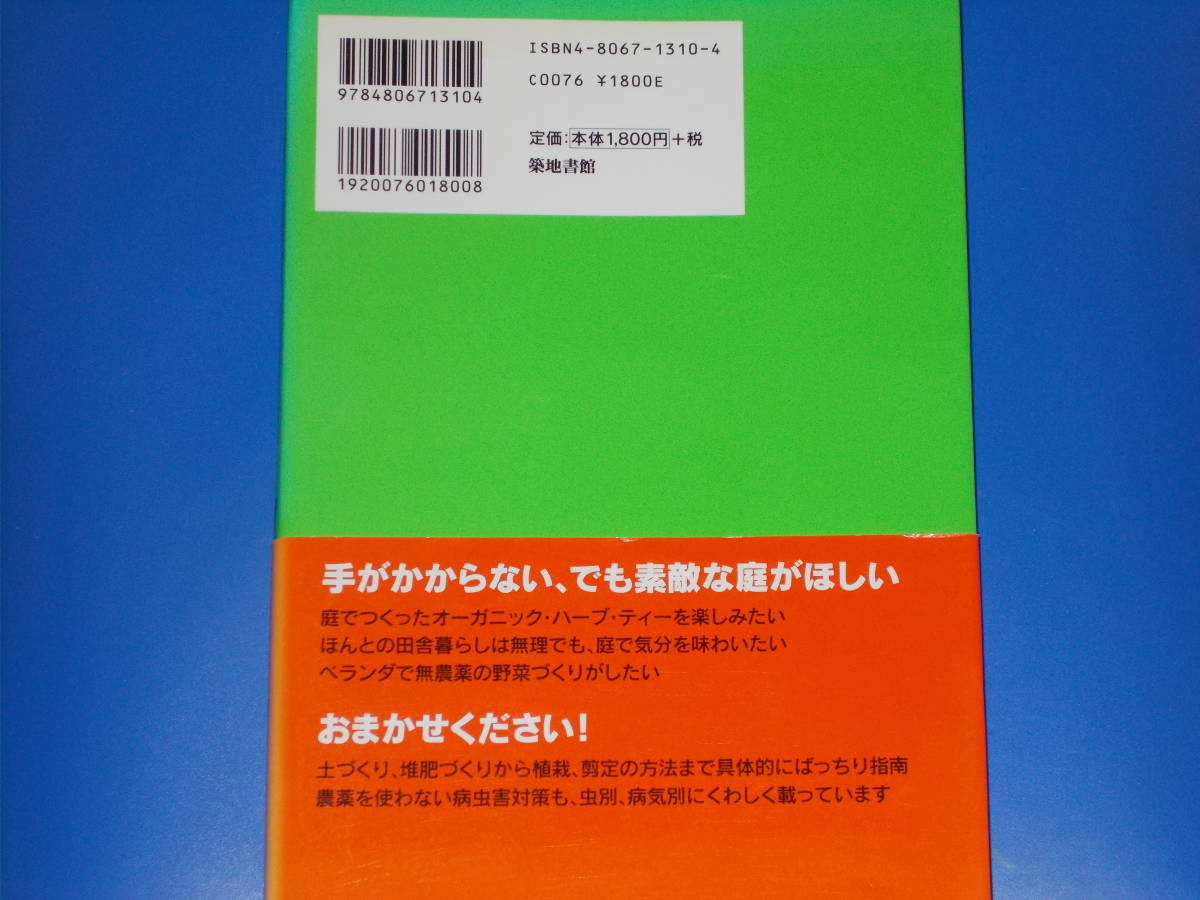 ISBN4-8067-1310-4
C0076 ¥1800E
9784806713104
定価:本体1,800円+税
築地書館
1920076018008
手がかからない、でも素敵な庭がほしい
庭でつくったオーガニック・ハーブ・ティーを楽しみたい
ほんとの田舎暮らしは無理でも、庭で気分を味わいたい
ベランダで無農薬の野菜づくりがしたい
おまかせください!
土づくり、堆肥づくりから植栽、剪定の方法まで具体的にばっちり指南
農薬を使わない病虫害対策も、虫別、病気別にくわしく載っています